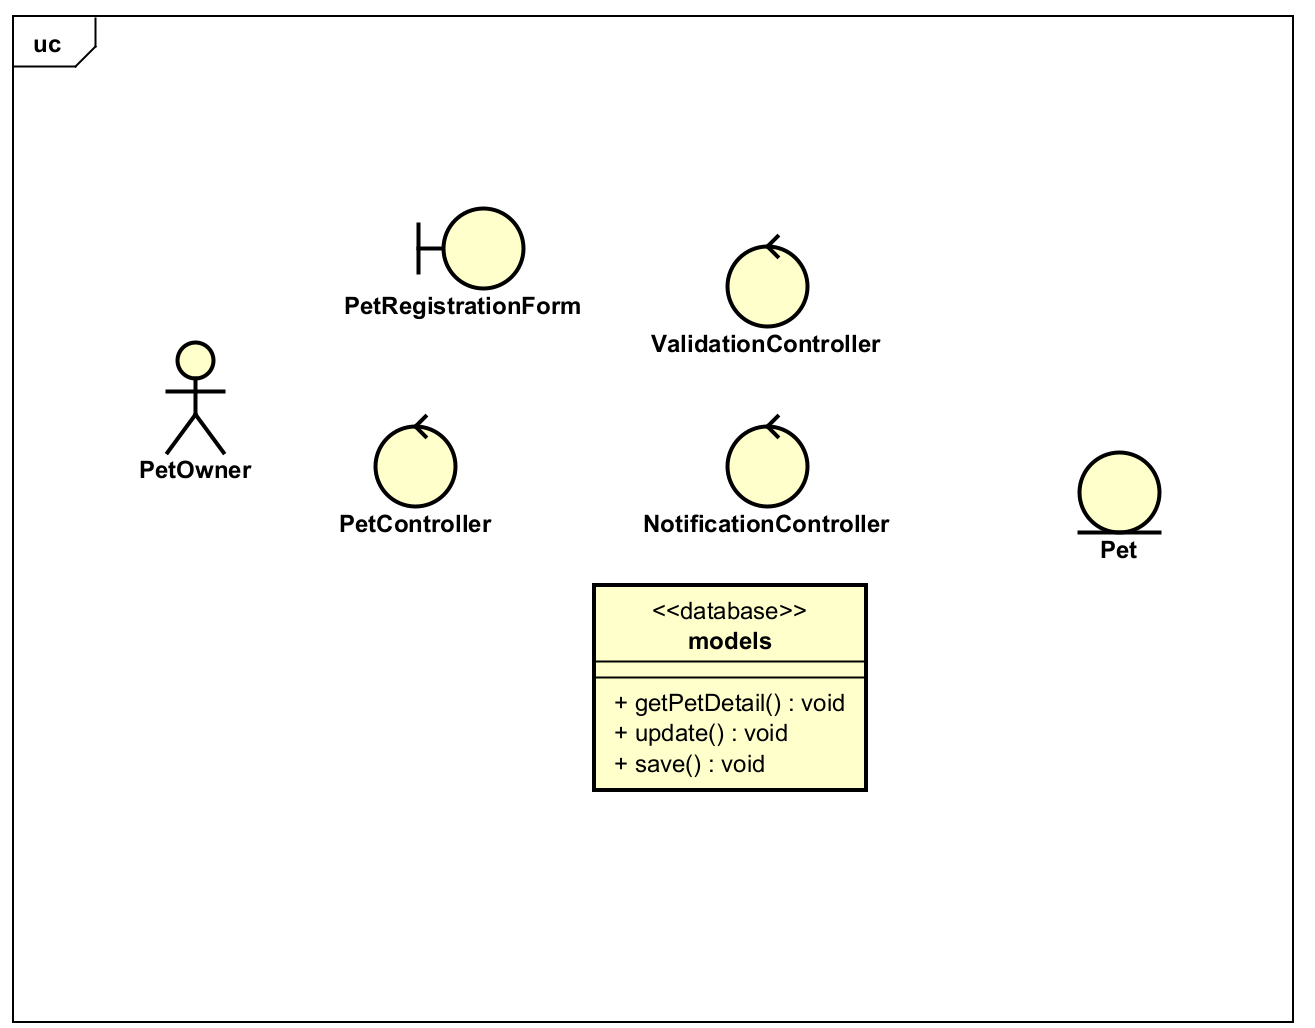 uc
PetRegistrationForm
ValidationController
PetOwner
PetController
NotificationController
Pet
<<database>>
models
+ getPetDetail() : void
+ update() : void
+ save() : void